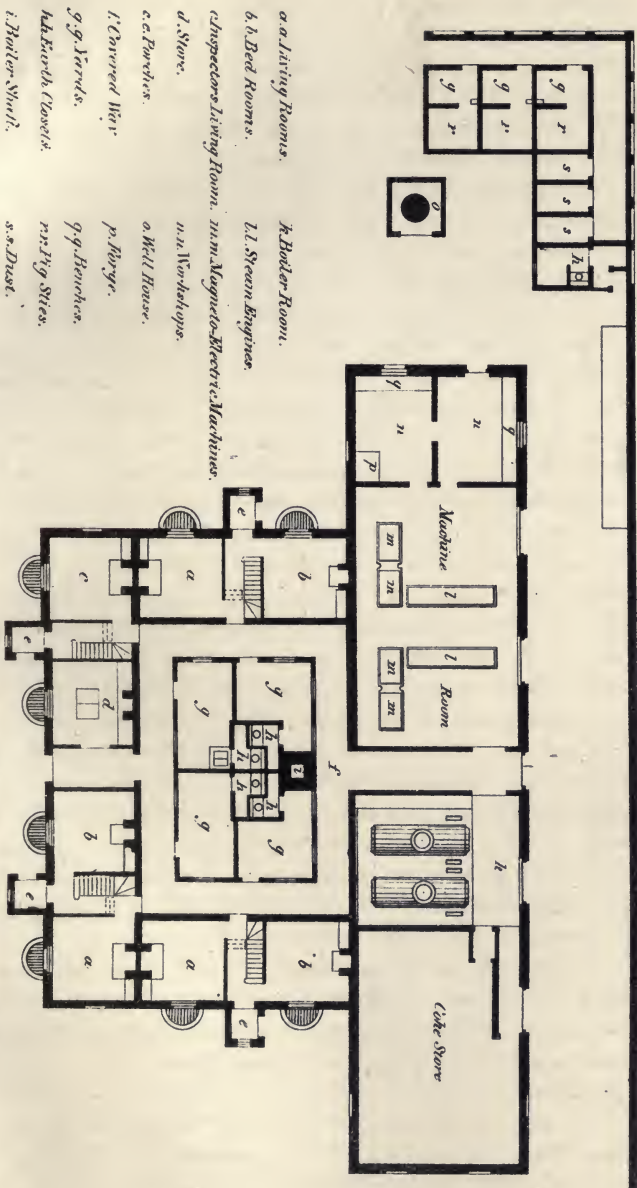 g
g
g
r
r
r
s
s
s
h
o
q
n
n
q
p
Machine
Room
m
m
m
m
l
l
k
Coke Store
f
e
b
a
c
e
d
b
e
a
a
b
e
g
g
g
g
h
h
h
h
i
a.a.Living Rooms.
b.b.Bed Rooms.
c.Inspectors Living Room.
d.Store.
e.e.Porches.
f.Covered Way
g.g.Yards.
h.h.Earth Closets.
i.Boiler Shaft.
k.Boiler Room.
l.l.Steam Engines.
m.m.Magneto-Electric Machines.
n.n.Workshops.
o.Well House.
p.Forge.
q.q.Benches.
r.r.Pig Sties.
s.s.Dust.